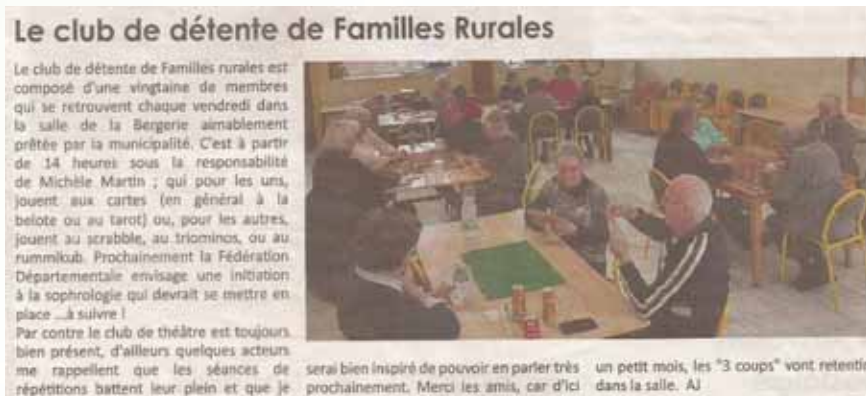 Le club de détente de Familles Rurales
Le club de détente de Familles rurales est
composé d'une vingtaine de membres
qui se retrouvent chaque vendredi dans
la salle de la Bergerie aimablement
prêtée par la municipalité. C'est à partir
de 14 heures sous la responsabilité
de Michèle Martin ; qui pour les uns,
jouent aux cartes (en général à la
belote ou au tarot) ou, pour les autres,
jouent au scrabble, au triominos, ou au
rummikub. Prochainement la Fédération
Départementale envisage une initiation
à la sophrologie qui devrait se mettre en
place ...à suivre !
Par contre le club de théâtre est toujours
bien présent, d'ailleurs quelques acteurs
me rappellent que les séances de
répétitions battent leur plein et que je
serai bien inspiré de pouvoir en parler très
prochainement. Merci les amis, car d'ici
un petit mois, les "3 coups" vont retentir
dans la salle. AJ